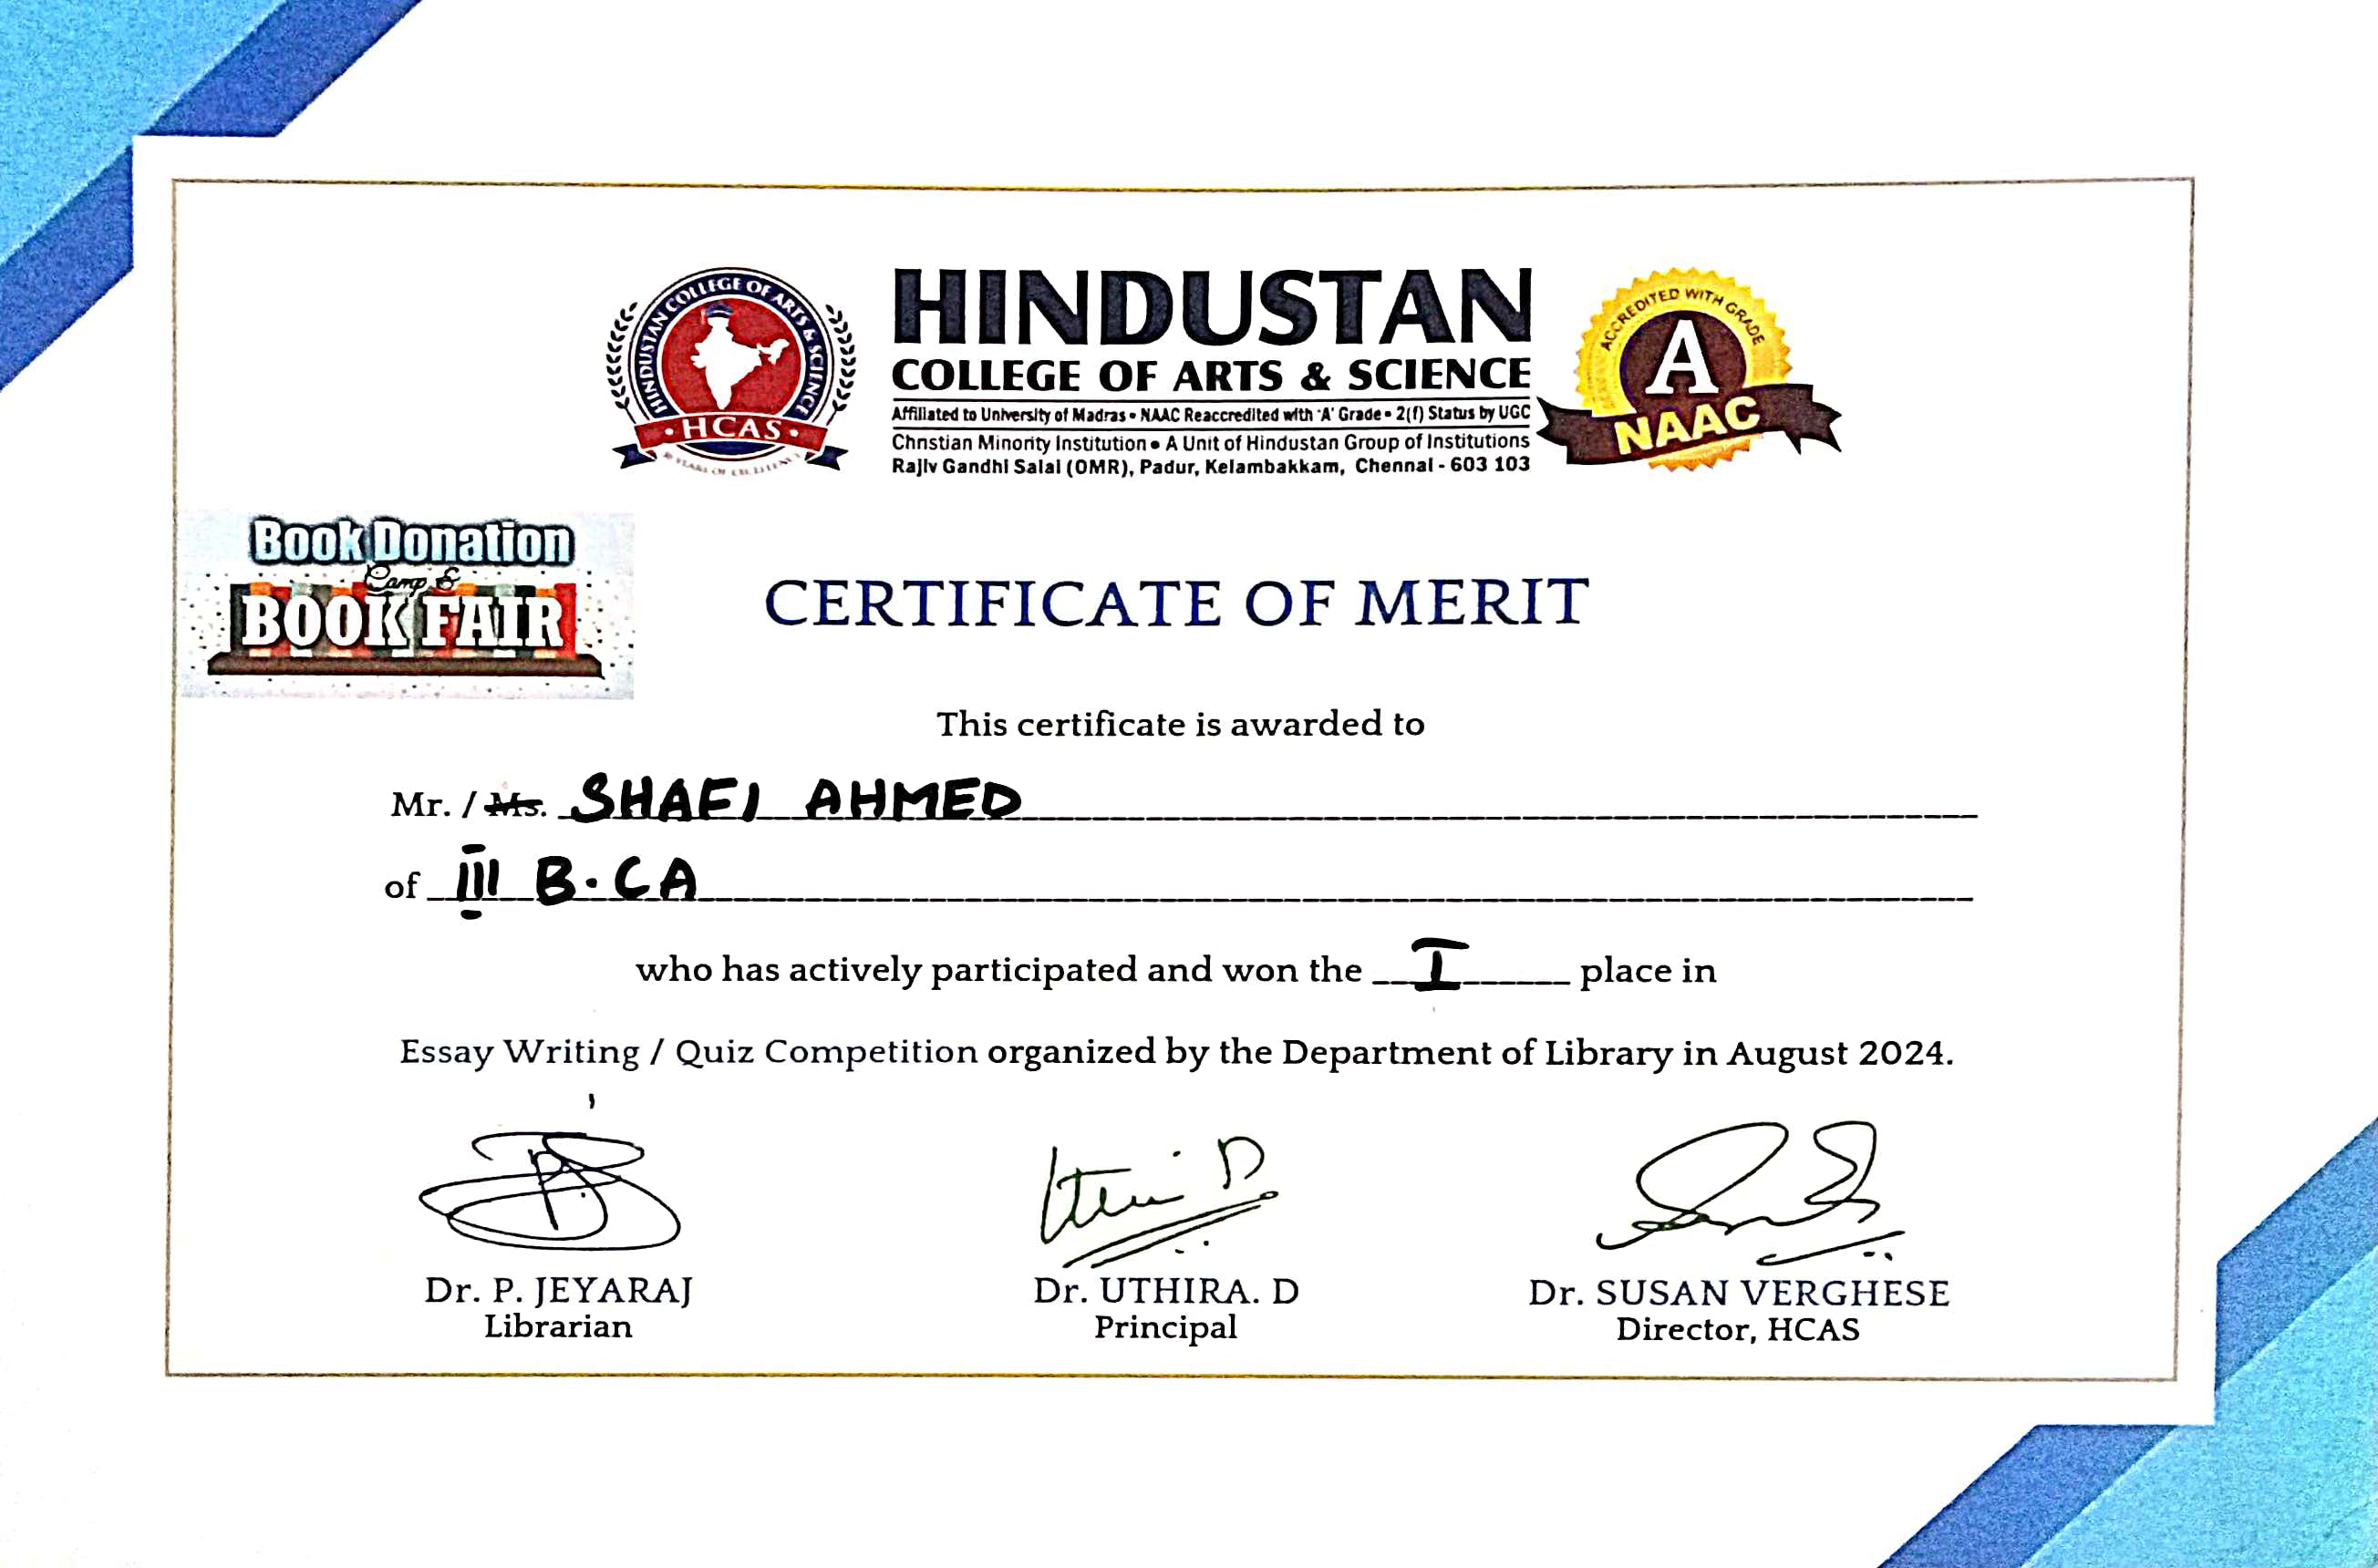 HINDUSTAN COLLEGE OF ARTS & SCIENCE
• HCAS •
HINDUSTAN
COLLEGE OF ARTS & SCIENCE
Affiliated to University of Madras • NAAC Reaccredited with 'A' Grade • 2(f) Status by UGC
Christian Minority Institution • A Unit of Hindustan Group of Institutions
Rajiv Gandhi Salai (OMR), Padur, Kelambakkam, Chennai - 603 103
ACCREDITED WITH GRADE
A
NAAC
Book Donation
Camp &
BOOK FAIR
CERTIFICATE OF MERIT
This certificate is awarded to
Mr. / Ms. SHAFI AHMED
of III B.CA
who has actively participated and won the I place in
Essay Writing / Quiz Competition organized by the Department of Library in August 2024.
Dr. P. JEYARAJ
Librarian
Dr. UTHIRA. D
Principal
Dr. SUSAN VERGHESE
Director, HCAS